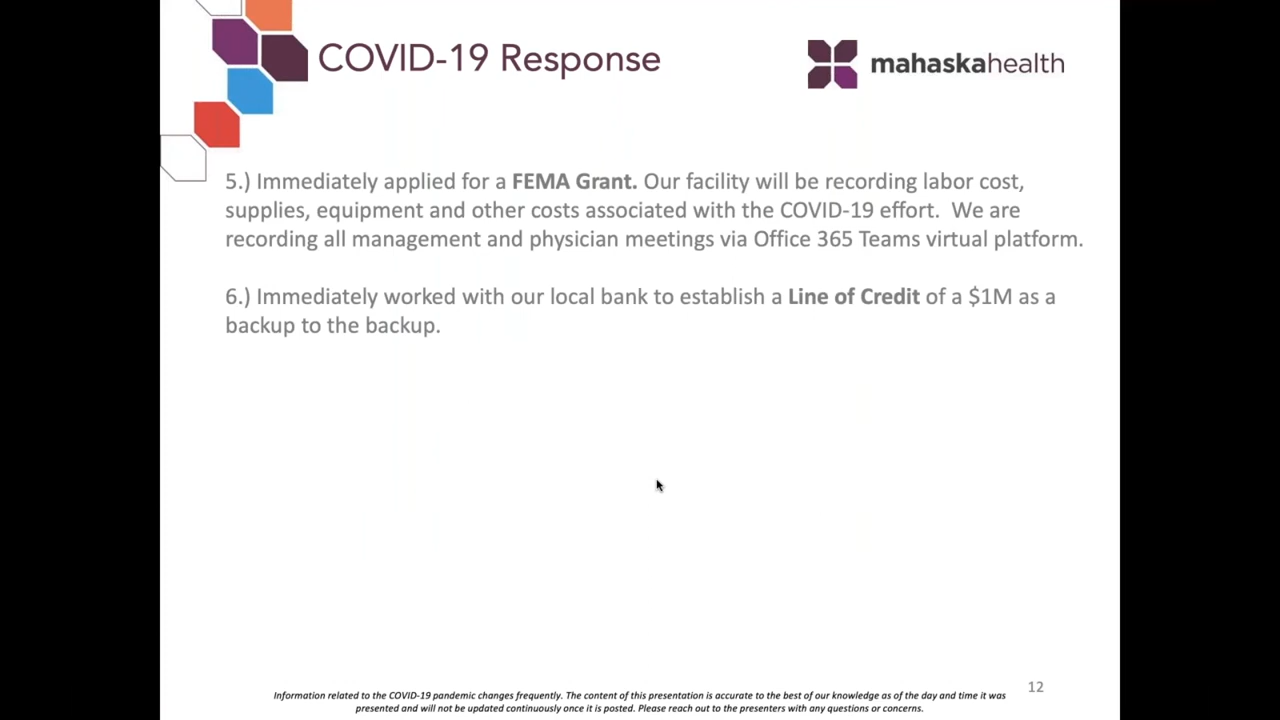 COVID-19 Response
mahaskahealth
5.) Immediately applied for a FEMA Grant. Our facility will be recording labor cost,
supplies, equipment and other costs associated with the COVID-19 effort.  We are
recording all management and physician meetings via Office 365 Teams virtual platform.
6.) Immediately worked with our local bank to establish a Line of Credit of a $1M as a
backup to the backup.
12
Information related to the COVID-19 pandemic changes frequently. The content of this presentation is accurate to the best of our knowledge as of the day and time it was
presented and will not be updated continuously once it is posted. Please reach out to the presenters with any questions or concerns.